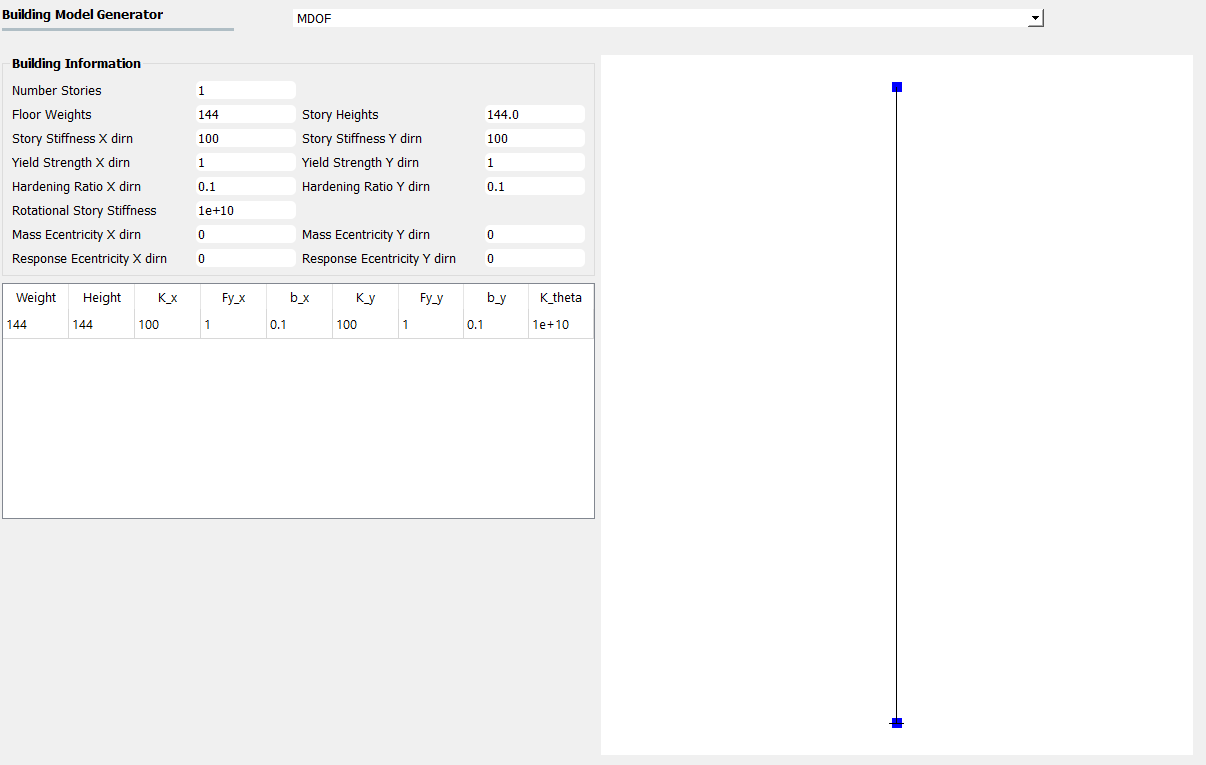 Building Model Generator MDOF
Building Information
Number Stories 1
Floor Weights 144 Story Heights 144.0
Story Stiffness X dirn 100 Story Stiffness Y dirn 100
Yield Strength X dirn 1 Yield Strength Y dirn 1
Hardening Ratio X dirn 0.1 Hardening Ratio Y dirn 0.1
Rotational Story Stiffness 1e+10
Mass Ecentricity X dirn 0 Mass Ecentricity Y dirn 0
Response Ecentricity X dirn 0 Response Ecentricity Y dirn 0
Weight Height K_x Fy_x b_x K_y Fy_y b_y K_theta
144 144 100 1 0.1 100 1 0.1 1e+10